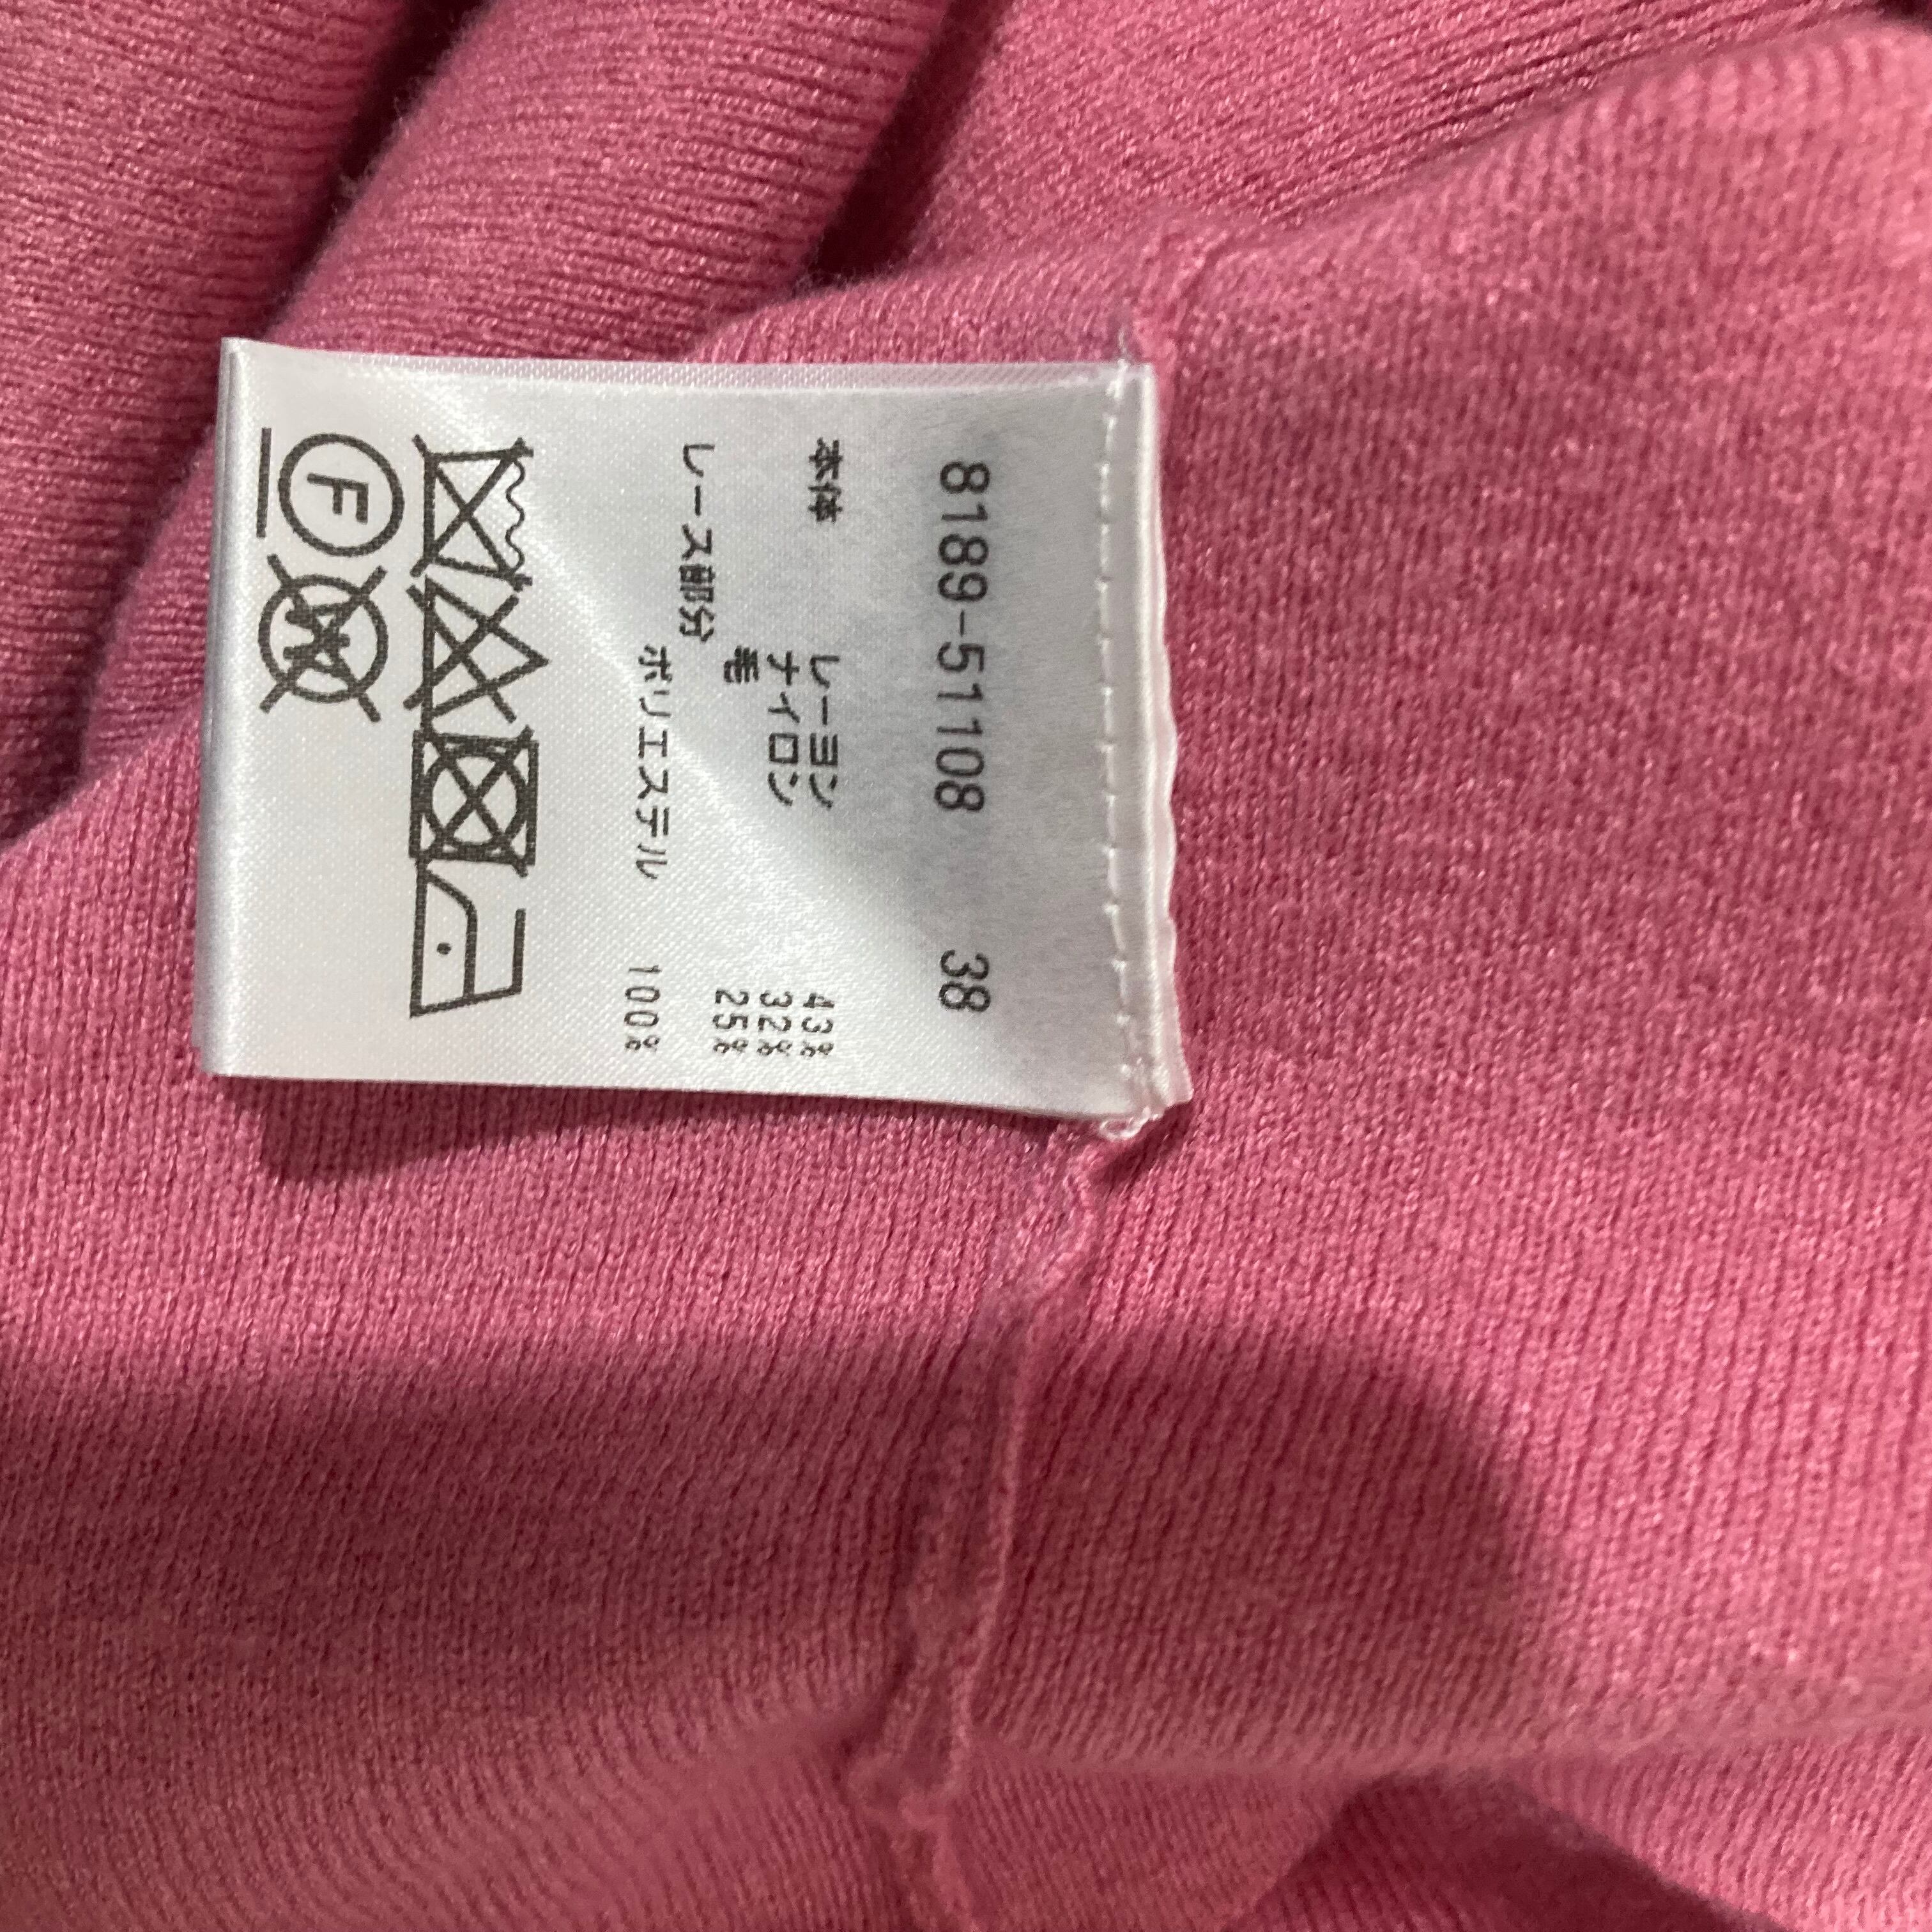 8189-51108 38
本体 レーヨン 43%
ナイロン 32%
毛 25%
レース部分
ポリエステル 100%
F
W